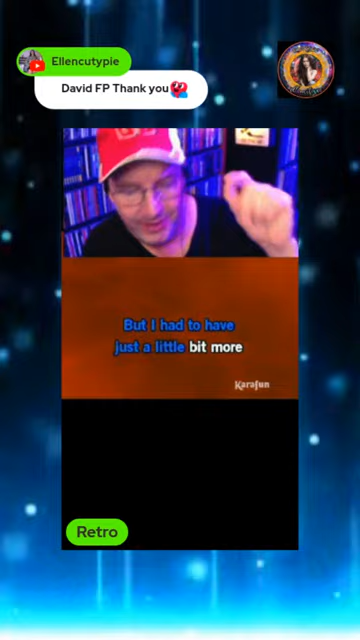 Ellencutypie
David FP Thank you
But I had to have
just a little bit more
Karafun
Retro